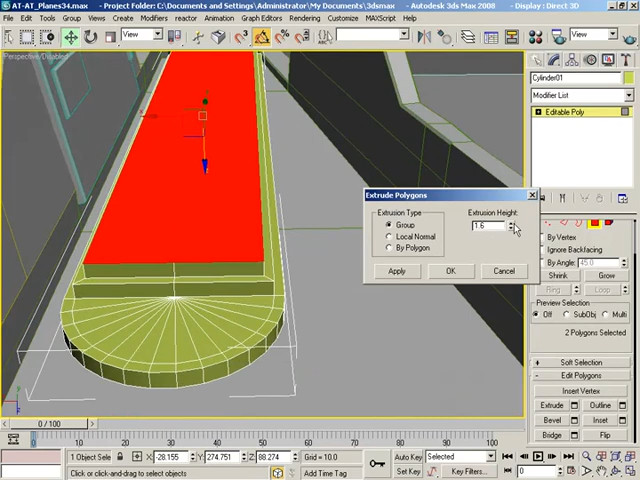 AT-AT_Planes34.max - Project Folder: C:\Documents and Settings\Administrator\My Documents\3dsmax - Autodesk 3ds Max 2008 - Display : Direct 3D
File Edit Tools Group Views Create Modifiers reactor Animation Graph Editors Rendering Customize MAXScript Help
View
View
Perspective/Disabled
Cylinder01
Modifier List
Editable Poly
Extrude Polygons
Extrusion Type
Group
Local Normal
By Polygon
Extrusion Height:
1.6
Apply
OK
Cancel
By Vertex
Ignore Backfacing
By Angle: 45.0
Shrink
Grow
Ring
Loop
Preview Selection
Off
SubObj
Multi
2 Polygons Selected
+ Soft Selection
- Edit Polygons
Insert Vertex
Extrude
Outline
Bevel
Inset
Bridge
Flip
0 / 100
0 10 20 30 40 50 60 70 80 90 100
1 Object Selec
X: -28.155
Y: 274.751
Z: 88.274
Grid = 10.0
Auto Key
Selected
Click or click-and-drag to select objects
Add Time Tag
Set Key
Key Filters...
0